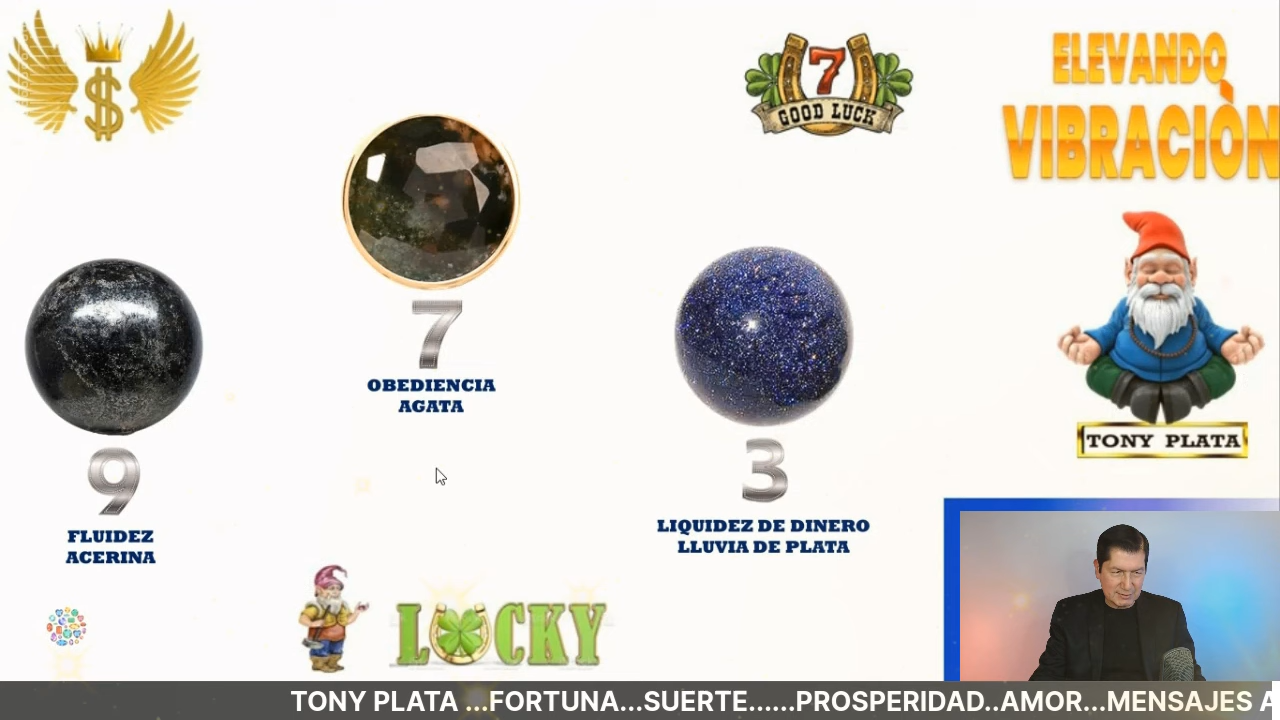 $
7
GOOD LUCK
ELEVANDO
VIBRACIÒN
7
OBEDIENCIA
AGATA
9
FLUIDEZ
ACERINA
3
LIQUIDEZ DE DINERO
LLUVIA DE PLATA
TONY PLATA
LUCKY
TONY PLATA ...FORTUNA...SUERTE......PROSPERIDAD..AMOR...MENSAJES A